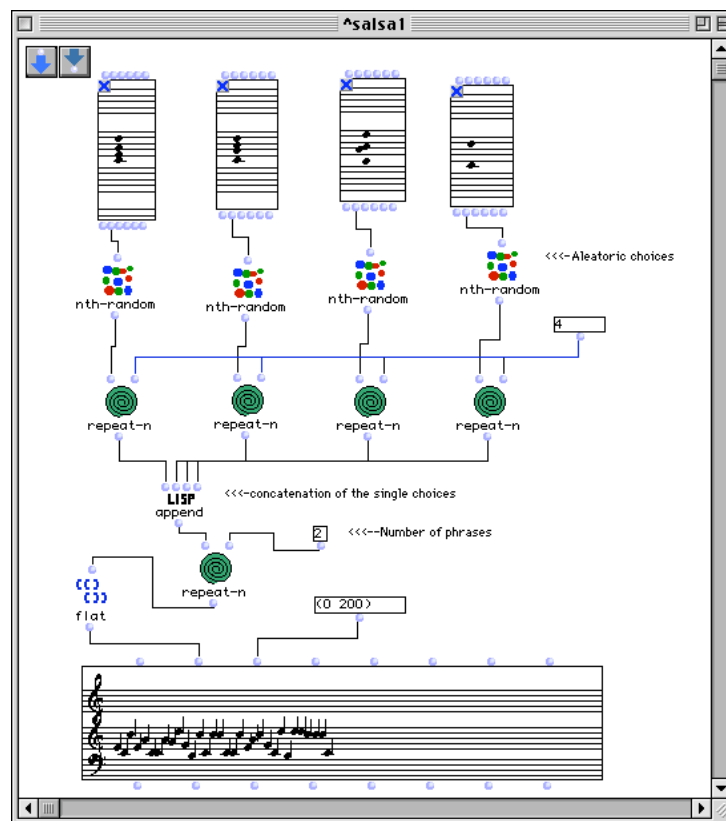 ^salsa1
<<<-Aleatoric choices
nth-random
nth-random
nth-random
nth-random
4
repeat-n
repeat-n
repeat-n
repeat-n
LISP
append
<<<-concatenation of the single choices
2
<<<--Number of phrases
repeat-n
flat
(0 200)